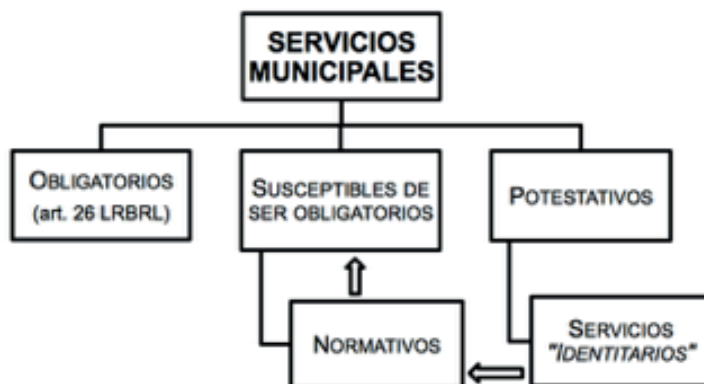 SERVICIOS
MUNICIPALES
OBLIGATORIOS
(art. 26 LRBRL)
SUSCEPTIBLES DE
SER OBLIGATORIOS
POTESTATIVOS
NORMATIVOS
SERVICIOS
"IDENTITARIOS"